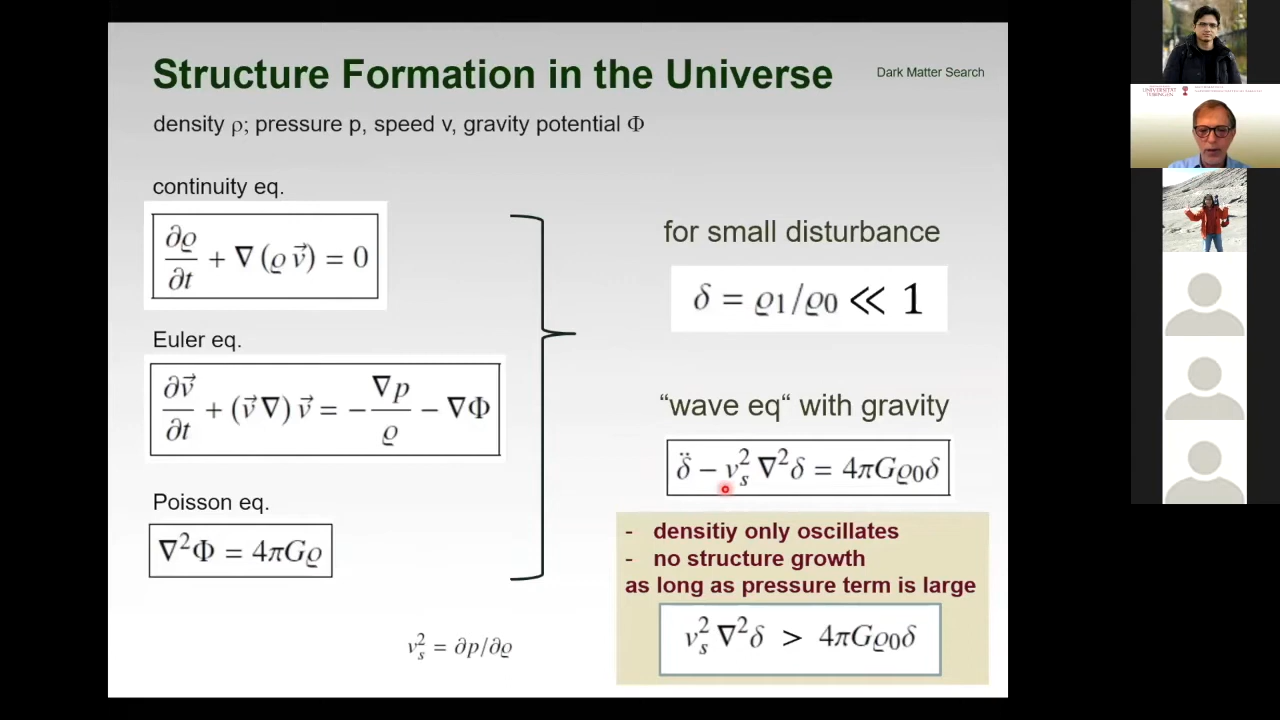 Structure Formation in the Universe
Dark Matter Search
density ρ; pressure p, speed v, gravity potential Φ
continuity eq.
∂ϱ/∂t + ∇ (ϱ v⃗) = 0
Euler eq.
∂v⃗/∂t + (v⃗ ∇) v⃗ = − ∇p/ϱ − ∇Φ
Poisson eq.
∇²Φ = 4πGϱ
v_s² = ∂p/∂ϱ
for small disturbance
δ = ϱ1/ϱ0 ≪ 1
“wave eq“ with gravity
δ̈ − v_s² ∇²δ = 4πGϱ0δ
- densitiy only oscillates
- no structure growth
as long as pressure term is large
v_s² ∇²δ > 4πGϱ0δ
UNIVERSITÄT
TÜBINGEN